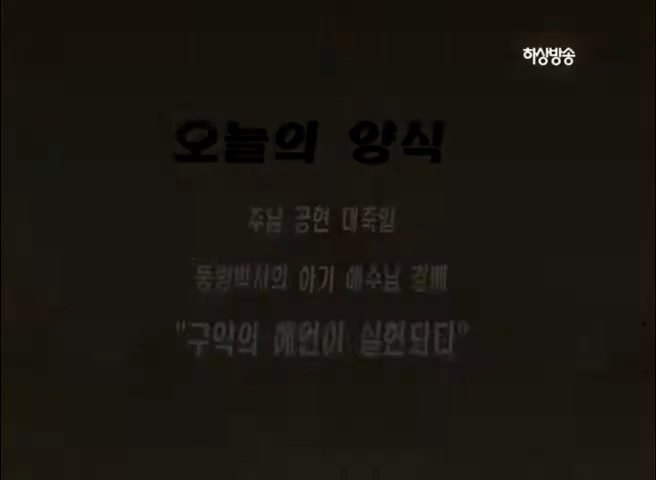 하상방송
오늘의 양식
주님 공현 대축일
동방박사의 아기 예수님 경배
"구약의 예언이 실현되다"